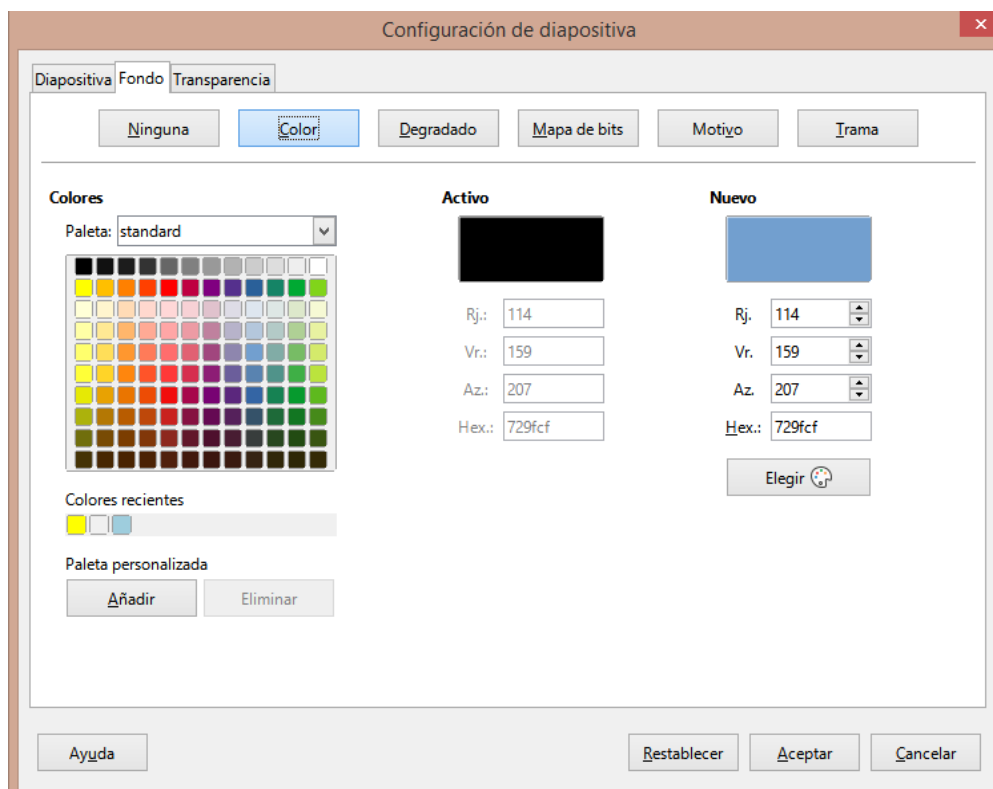 Configuración de diapositiva
Diapositiva Fondo Transparencia
Ninguna Color Degradado Mapa de bits Motivo Trama
Colores Activo Nuevo
Paleta: standard
Rj.: 114 Rj. 114
Vr.: 159 Vr. 159
Az.: 207 Az. 207
Hex.: 729fcf Hex.: 729fcf
Elegir
Colores recientes
Paleta personalizada
Añadir Eliminar
Ayuda Restablecer Aceptar Cancelar